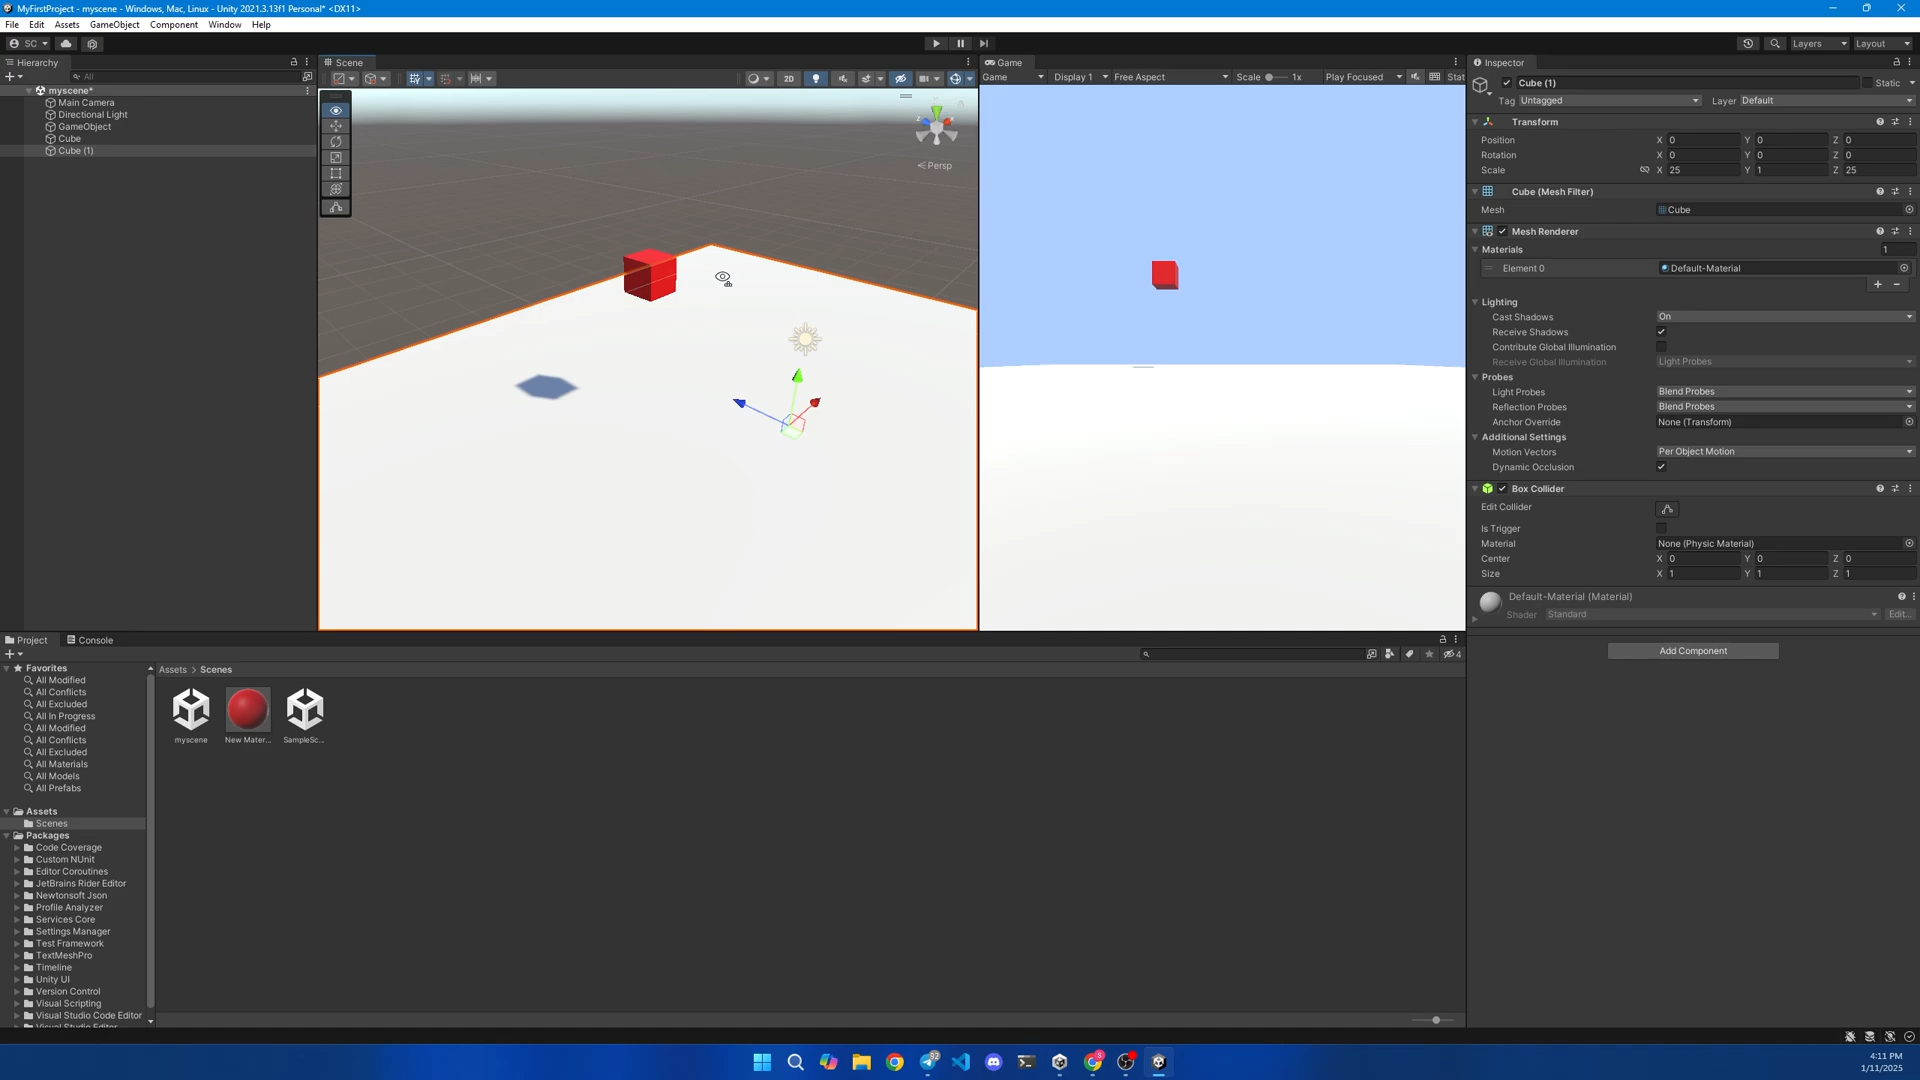 MyFirstProject - myscene - Windows, Mac, Linux - Unity 2021.3.13f1 Personal* <DX11>
File Edit Assets GameObject Component Window Help
SC Layers Layout
Hierarchy
All
myscene*
Main Camera
Directional Light
GameObject
Cube
Cube (1)
Scene
2D
Persp
Game
Game Display 1 Free Aspect Scale 1x Play Focused Stat
Inspector
Cube (1) Static
Tag Untagged Layer Default
Transform
Position X 0 Y 0 Z 0
Rotation X 0 Y 0 Z 0
Scale X 25 Y 1 Z 25
Cube (Mesh Filter)
Mesh Cube
Mesh Renderer
Materials 1
Element 0 Default-Material
Lighting
Cast Shadows On
Receive Shadows
Contribute Global Illumination
Receive Global Illumination Light Probes
Probes
Light Probes Blend Probes
Reflection Probes Blend Probes
Anchor Override None (Transform)
Additional Settings
Motion Vectors Per Object Motion
Dynamic Occlusion
Box Collider
Edit Collider
Is Trigger
Material None (Physic Material)
Center X 0 Y 0 Z 0
Size X 1 Y 1 Z 1
Default-Material (Material)
Shader Standard Edit...
Add Component
Project Console
4
Favorites
All Modified
All Conflicts
All Excluded
All In Progress
All Modified
All Conflicts
All Excluded
All Materials
All Models
All Prefabs
Assets
Scenes
Packages
Code Coverage
Custom NUnit
Editor Coroutines
JetBrains Rider Editor
Newtonsoft Json
Profile Analyzer
Services Core
Settings Manager
Test Framework
TextMeshPro
Timeline
Unity UI
Version Control
Visual Scripting
Visual Studio Code Editor
Visual Studio Editor
Assets > Scenes
myscene New Mater... SampleSc...
92
4:11 PM
1/11/2025